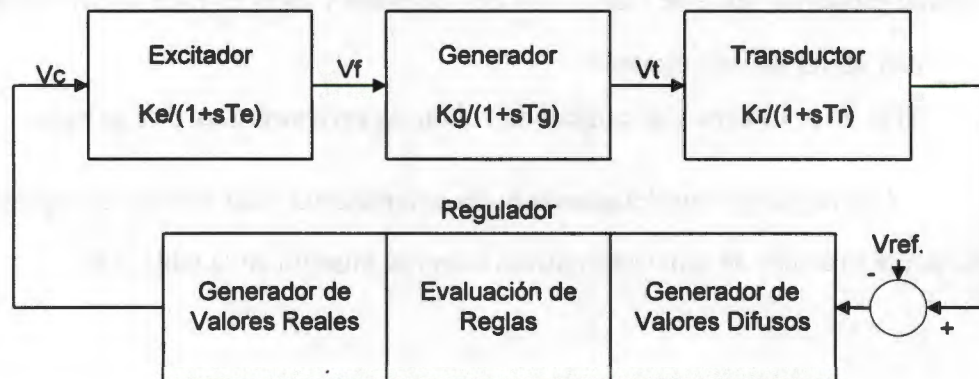 Excitador
Generador
Transductor
Vc
Vf
Vt
Ke/(1+sTe)
Kg/(1+sTg)
Kr/(1+sTr)
Regulador
Vref.
Generador de
Valores Reales
Evaluación de
Reglas
Generador de
Valores Difusos
+